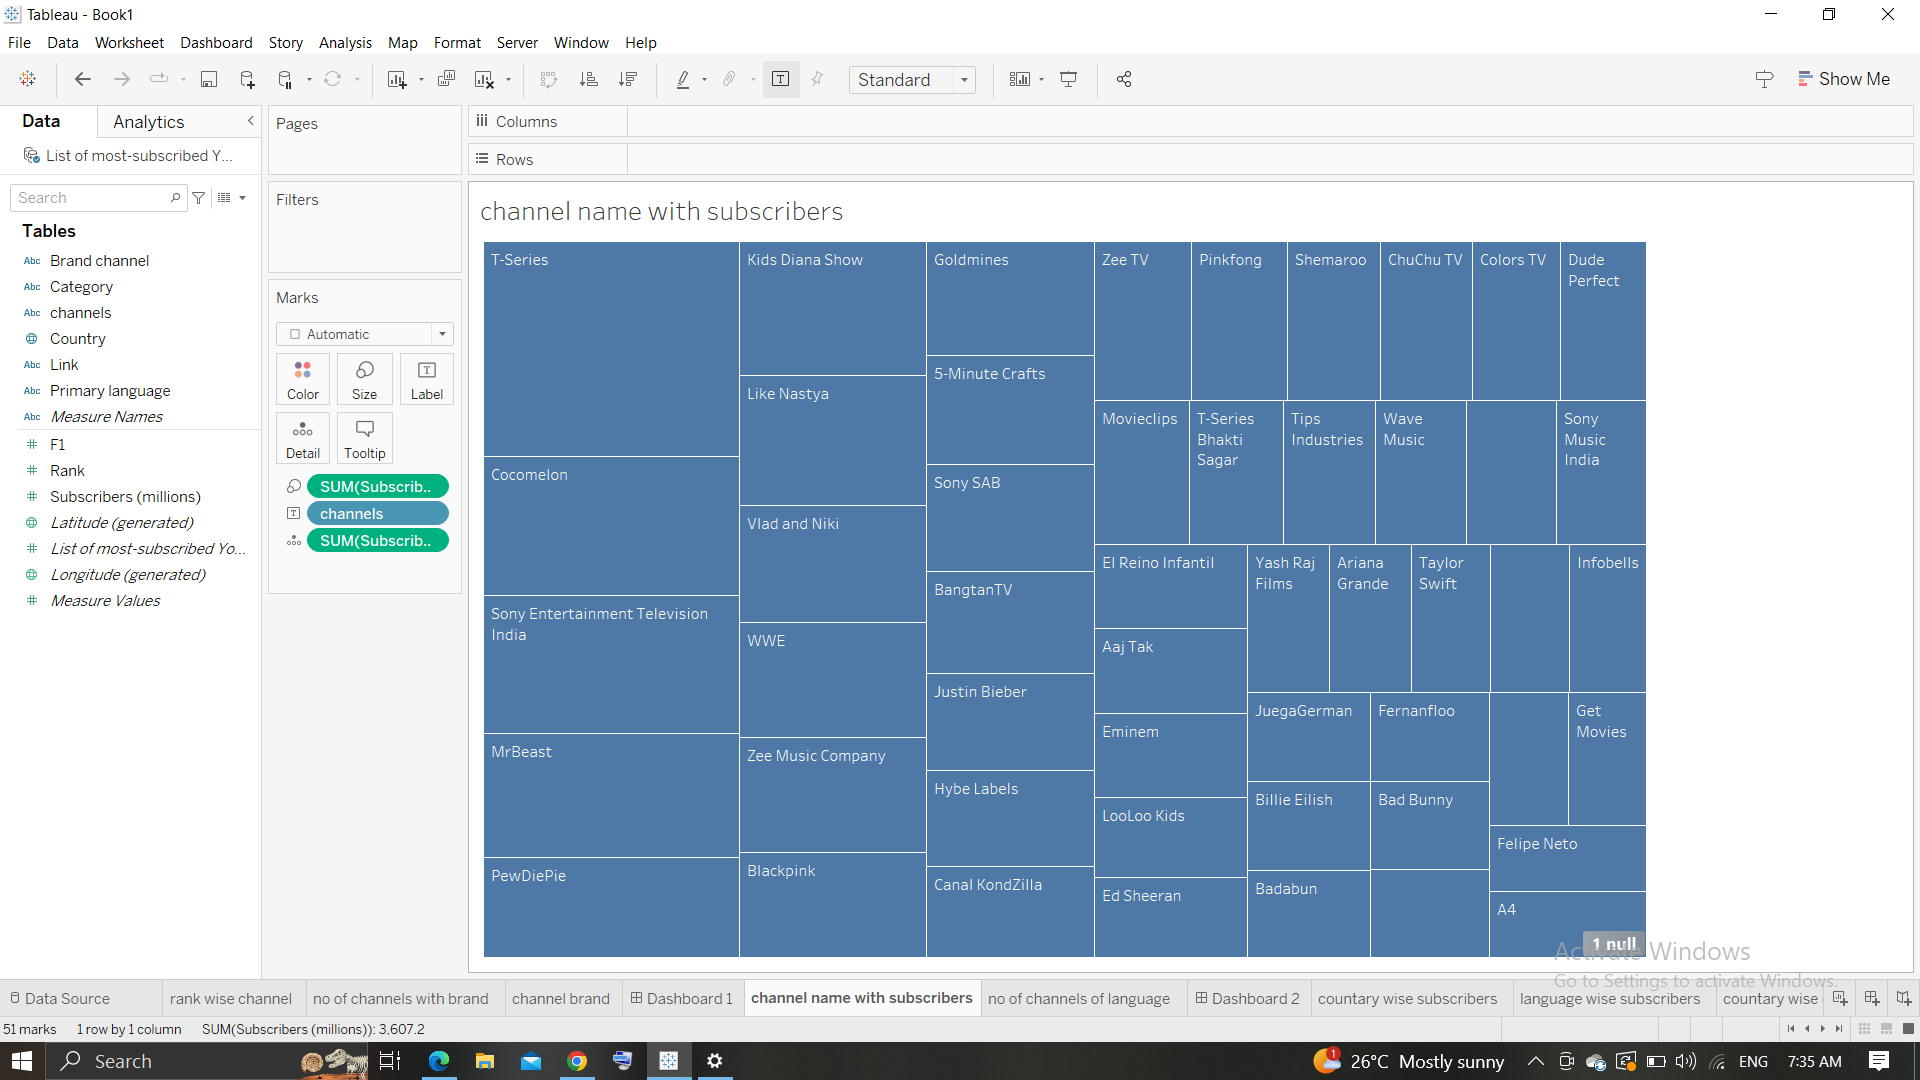 Tableau - Book1
File Data Worksheet Dashboard Story Analysis Map Format Server Window Help
Standard
Show Me
Data
Analytics
List of most-subscribed Y...
Search
Tables
Abc Brand channel
Abc Category
Abc channels
Country
Abc Link
Abc Primary language
Abc Measure Names
# F1
# Rank
# Subscribers (millions)
Latitude (generated)
# List of most-subscribed Yo...
Longitude (generated)
# Measure Values
Pages
Filters
Marks
Automatic
Color
Size
T
Label
Detail
Tooltip
SUM(Subscrib..
T channels
SUM(Subscrib..
Columns
Rows
channel name with subscribers
T-Series
Cocomelon
Sony Entertainment Television
India
MrBeast
PewDiePie
Kids Diana Show
Like Nastya
Vlad and Niki
WWE
Zee Music Company
Blackpink
Goldmines
5-Minute Crafts
Sony SAB
BangtanTV
Justin Bieber
Hybe Labels
Canal KondZilla
Zee TV
Pinkfong
Shemaroo
ChuChu TV
Colors TV
Dude
Perfect
Movieclips
T-Series
Bhakti
Sagar
Tips
Industries
Wave
Music
Sony
Music
India
El Reino Infantil
Aaj Tak
Eminem
LooLoo Kids
Ed Sheeran
Yash Raj
Films
Ariana
Grande
Taylor
Swift
Infobells
JuegaGerman
Fernanfloo
Billie Eilish
Bad Bunny
Badabun
Get
Movies
Felipe Neto
A4
1 null
Activate Windows
Go to Settings to activate Windows.
Data Source
rank wise channel
no of channels with brand
channel brand
Dashboard 1
channel name with subscribers
no of channels of language
Dashboard 2
countary wise subscribers
language wise subscribers
countary wise
51 marks 1 row by 1 column SUM(Subscribers (millions)): 3,607.2
Search
1
26°C Mostly sunny
ENG
7:35 AM